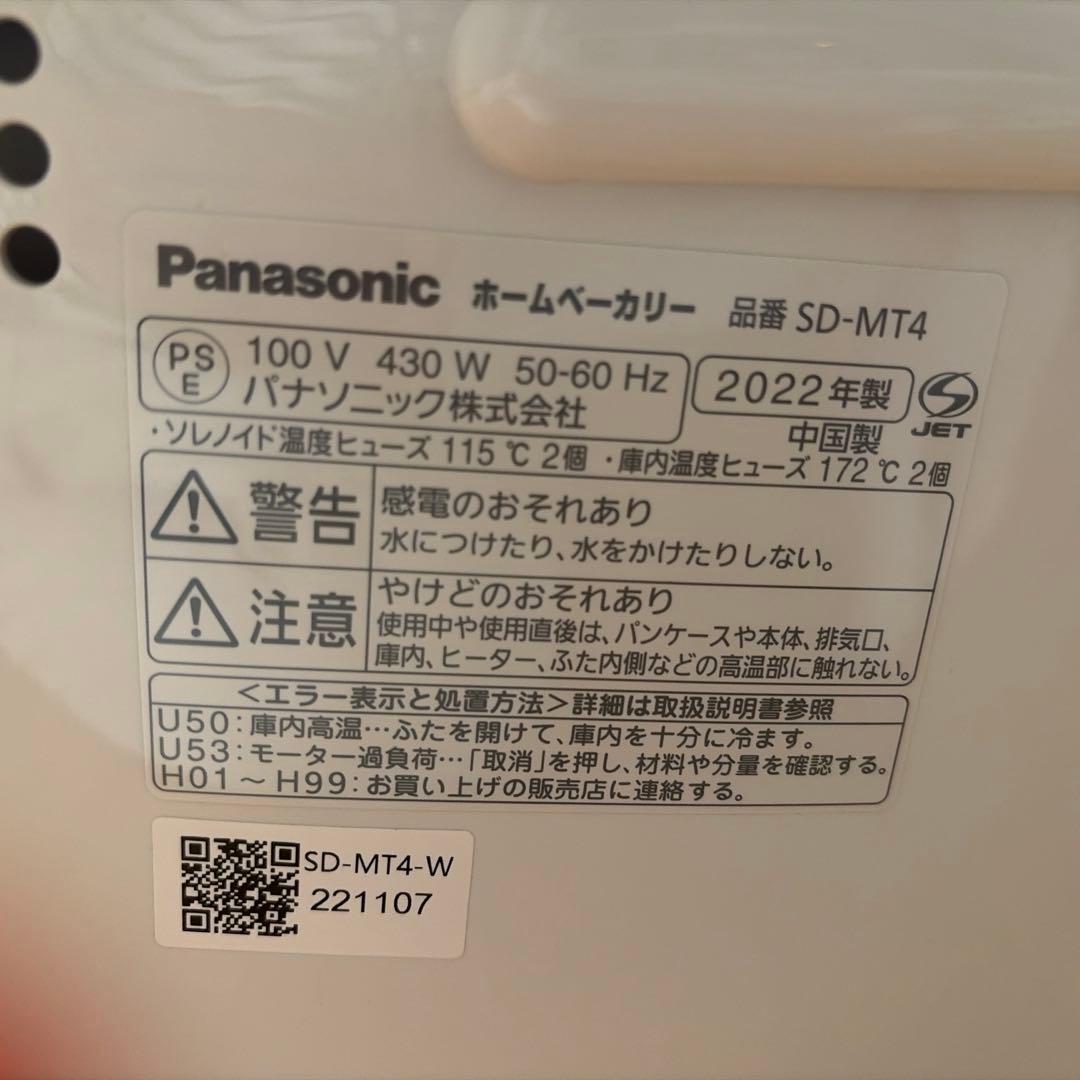 Panasonic ホームベーカリー 品番 SD-MT4
PS E 100 V 430 W 50-60 Hz 2022年製
パナソニック株式会社 中国製 JET
・ソレノイド温度ヒューズ 115 ℃ 2個 ・庫内温度ヒューズ 172 ℃ 2個
警告 感電のおそれあり
水につけたり、水をかけたりしない。
注意 やけどのおそれあり
使用中や使用直後は、パンケースや本体、排気口、
庫内、ヒーター、ふた内側などの高温部に触れない。
＜エラー表示と処置方法＞詳細は取扱説明書参照
U50：庫内高温…ふたを開けて、庫内を十分に冷ます。
U53：モーター過負荷…「取消」を押し、材料や分量を確認する。
H01～H99：お買い上げの販売店に連絡する。
SD-MT4-W
221107